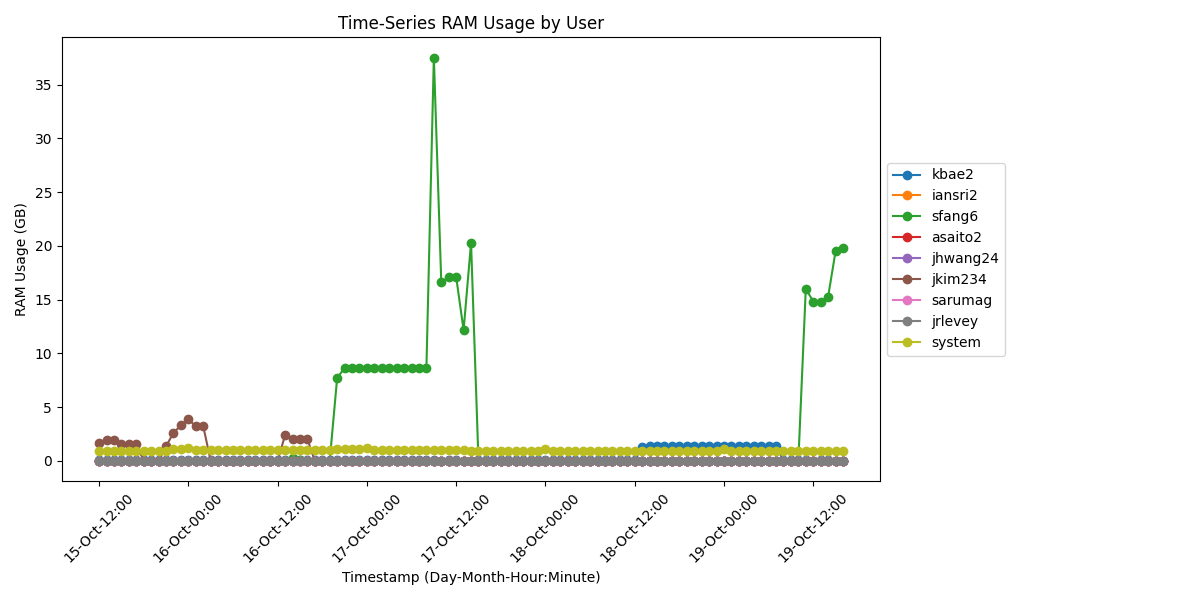 Time-Series RAM Usage by User
RAM Usage (GB)
35
30
25
20
15
10
5
0
15-Oct-12:00
16-Oct-00:00
16-Oct-12:00
17-Oct-00:00
17-Oct-12:00
18-Oct-00:00
18-Oct-12:00
19-Oct-00:00
19-Oct-12:00
Timestamp (Day-Month-Hour:Minute)
kbae2
iansri2
sfang6
asaito2
jhwang24
jkim234
sarumag
jrlevey
system